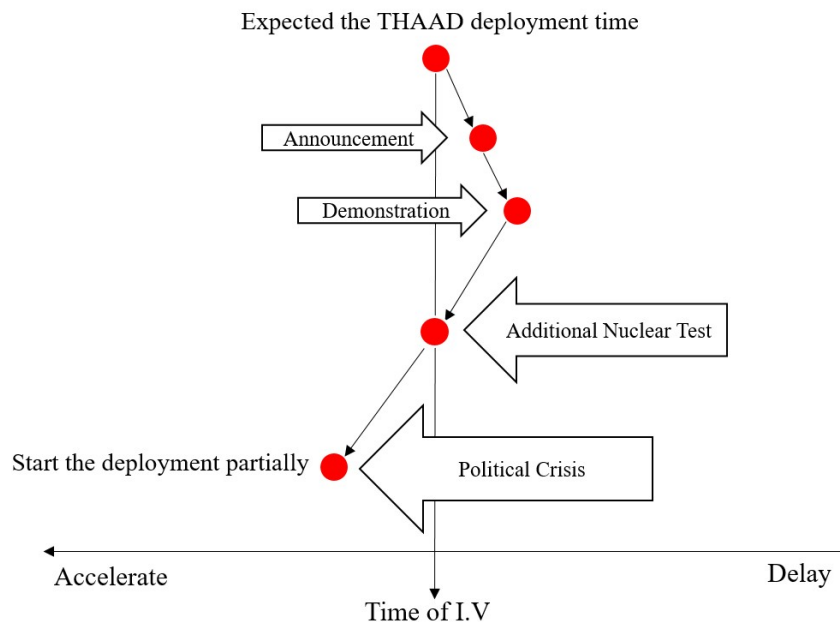 Expected the THAAD deployment time
Announcement
Demonstration
Additional Nuclear Test
Start the deployment partially
Political Crisis
Accelerate
Delay
Time of I.V